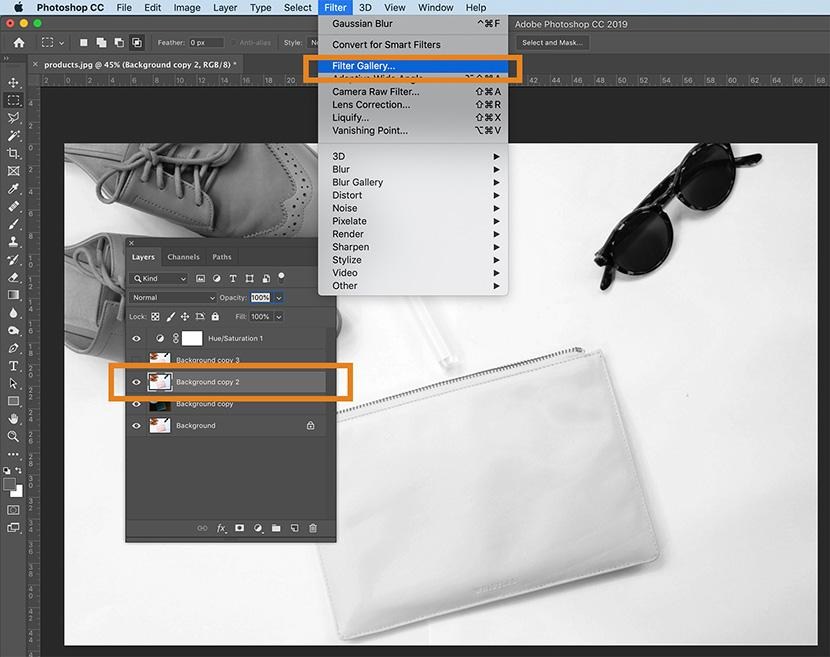 Photoshop CC File Edit Image Layer Type Select Filter 3D View Window Help
Adobe Photoshop CC 2019
Feather: 0 px Anti-alias Style: Select and Mask...
× products.jpg @ 45% (Background copy 2, RGB/8) *
Gaussian Blur ⌃⌘F
Convert for Smart Filters
Filter Gallery...
Adaptive Wide Angle...
Camera Raw Filter... ⇧⌘A
Lens Correction... ⇧⌘R
Liquify... ⇧⌘X
Vanishing Point... ⌥⌘V
3D
Blur
Blur Gallery
Distort
Noise
Pixelate
Render
Sharpen
Stylize
Video
Other
Layers Channels Paths
Kind
Normal Opacity: 100%
Lock: Fill: 100%
Hue/Saturation 1
Background copy 3
Background copy 2
Background copy
Background
fx